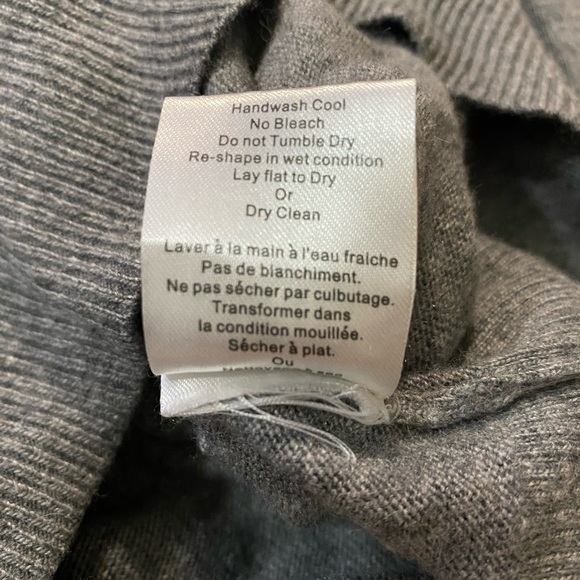 Handwash Cool
No Bleach
Do not Tumble Dry
Re-shape in wet condition
Lay flat to Dry
Or
Dry Clean
Laver à la main à l'eau fraiche
Pas de blanchiment.
Ne pas sécher par culbutage.
Transformer dans
la condition mouillée.
Sécher à plat.
Ou